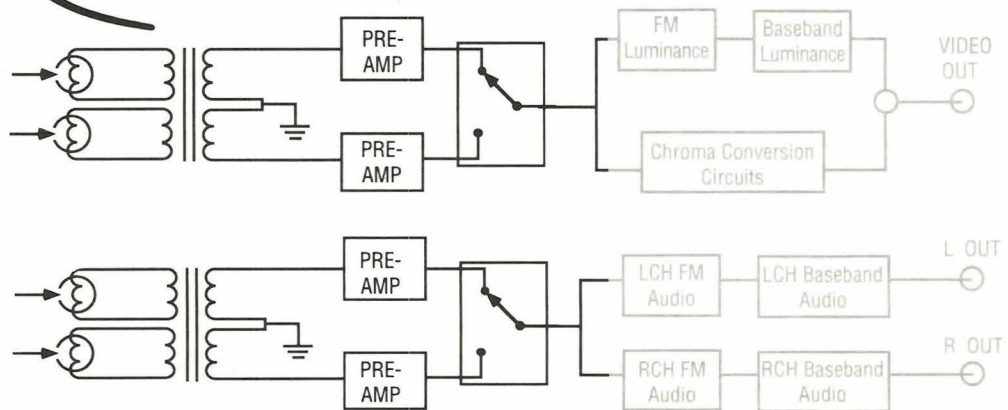 PRE-
AMP
FM
Luminance
Baseband
Luminance
VIDEO
OUT
PRE-
AMP
Chroma Conversion
Circuits
PRE-
AMP
LCH FM
Audio
LCH Baseband
Audio
L OUT
PRE-
AMP
RCH FM
Audio
RCH Baseband
Audio
R OUT